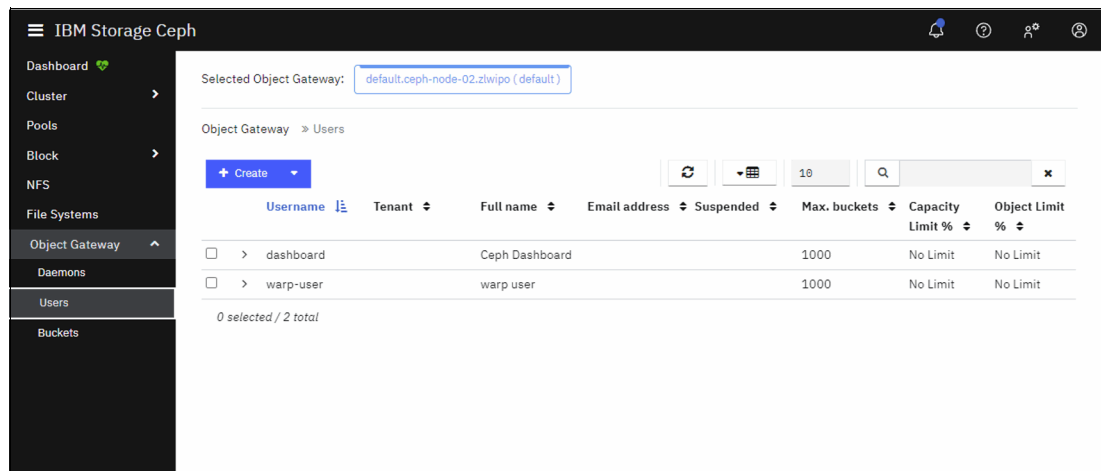 IBM Storage Ceph
Dashboard
Cluster
Pools
Block
NFS
File Systems
Object Gateway
Daemons
Users
Buckets
Selected Object Gateway: default.ceph-node-02.zlwipo ( default )
Object Gateway » Users
+ Create
10
Username Tenant Full name Email address Suspended Max. buckets Capacity Limit % Object Limit %
dashboard Ceph Dashboard 1000 No Limit No Limit
warp-user warp user 1000 No Limit No Limit
0 selected / 2 total